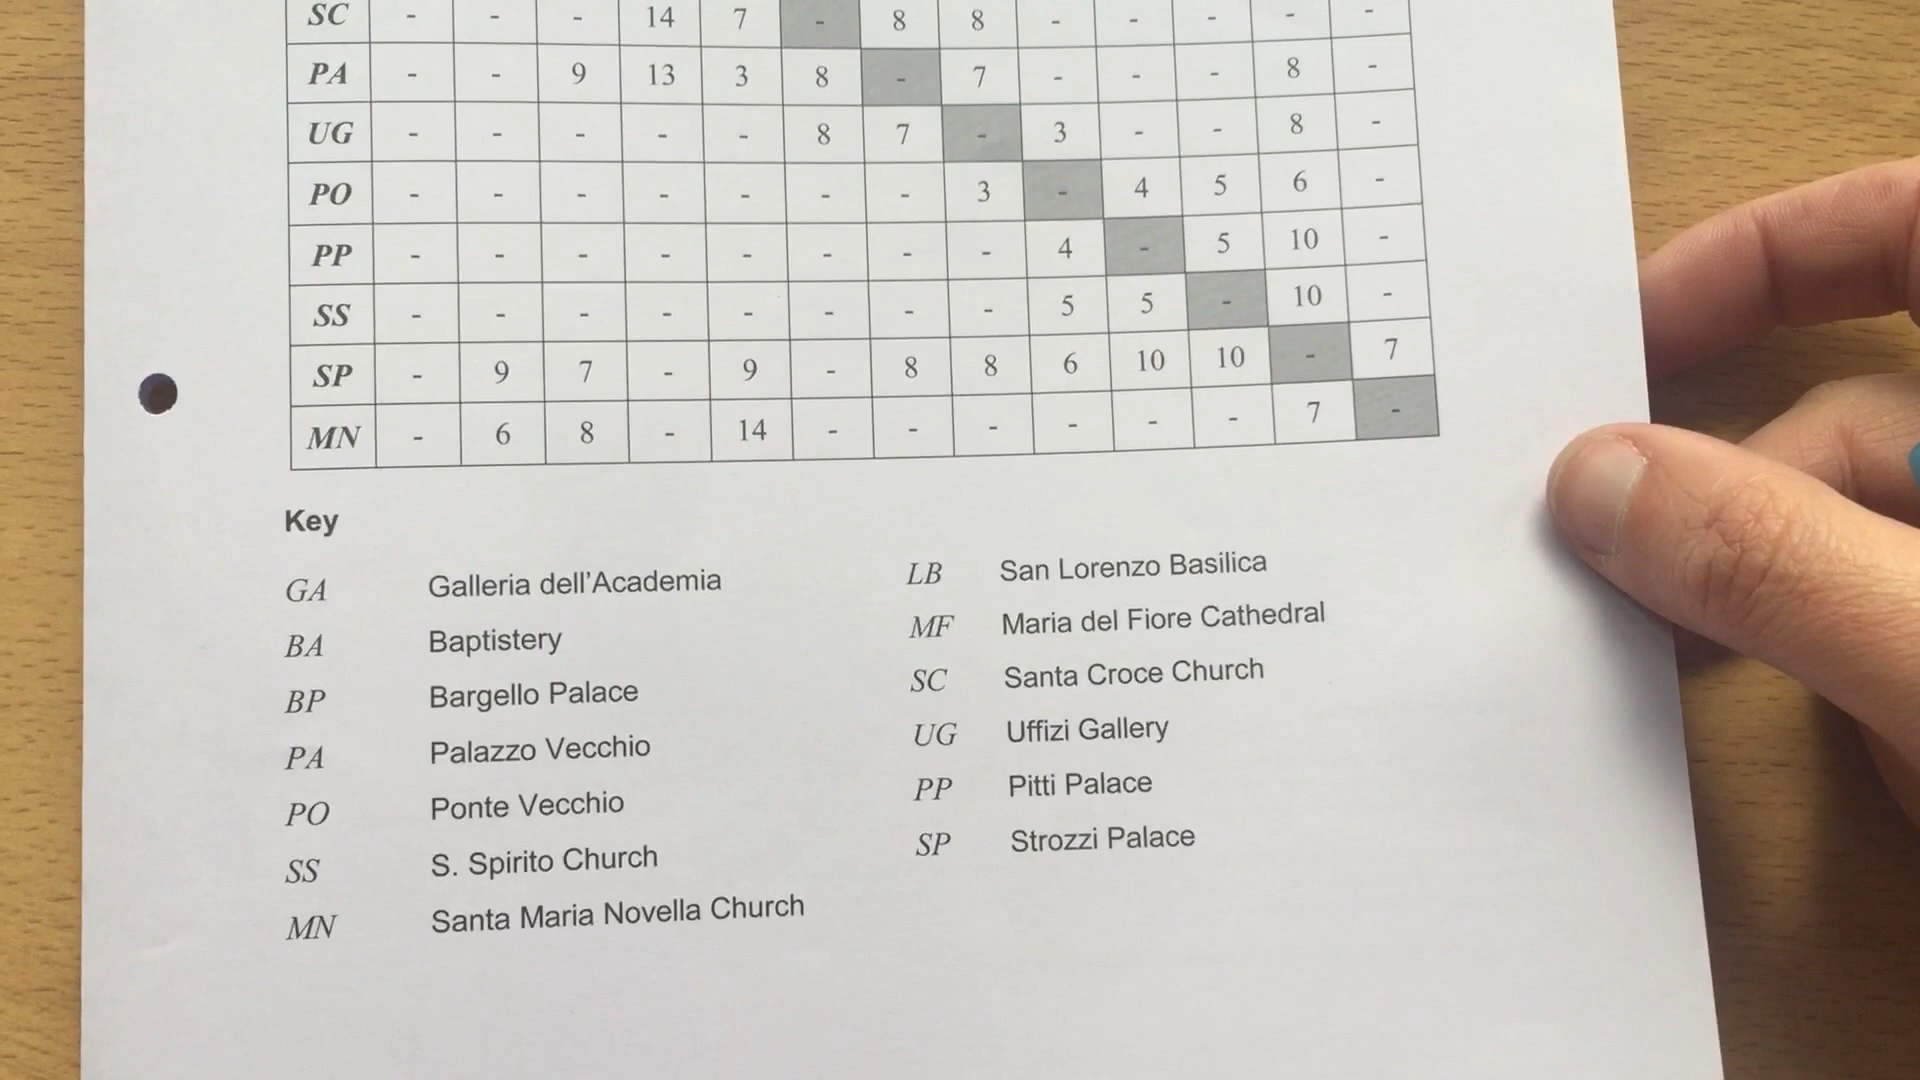 SC - - - 14 7 - 8 8 - - - - -
PA - - 9 13 3 8 - 7 - - - 8 -
UG - - - - - 8 7 - 3 - - 8 -
PO - - - - - - - 3 - 4 5 6 -
PP - - - - - - - - 4 - 5 10 -
SS - - - - - - - - 5 5 - 10 -
SP - 9 7 - 9 - 8 8 6 10 10 - 7
MN - 6 8 - 14 - - - - - - 7 -
Key
GA Galleria dell'Academia
BA Baptistery
BP Bargello Palace
PA Palazzo Vecchio
PO Ponte Vecchio
SS S. Spirito Church
MN Santa Maria Novella Church
LB San Lorenzo Basilica
MF Maria del Fiore Cathedral
SC Santa Croce Church
UG Uffizi Gallery
PP Pitti Palace
SP Strozzi Palace